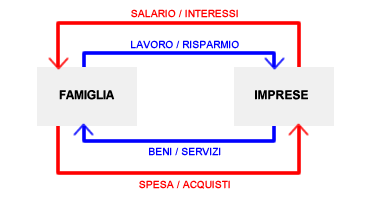 SALARIO / INTERESSI
LAVORO / RISPARMIO
FAMIGLIA
IMPRESE
BENI / SERVIZI
SPESA / ACQUISTI